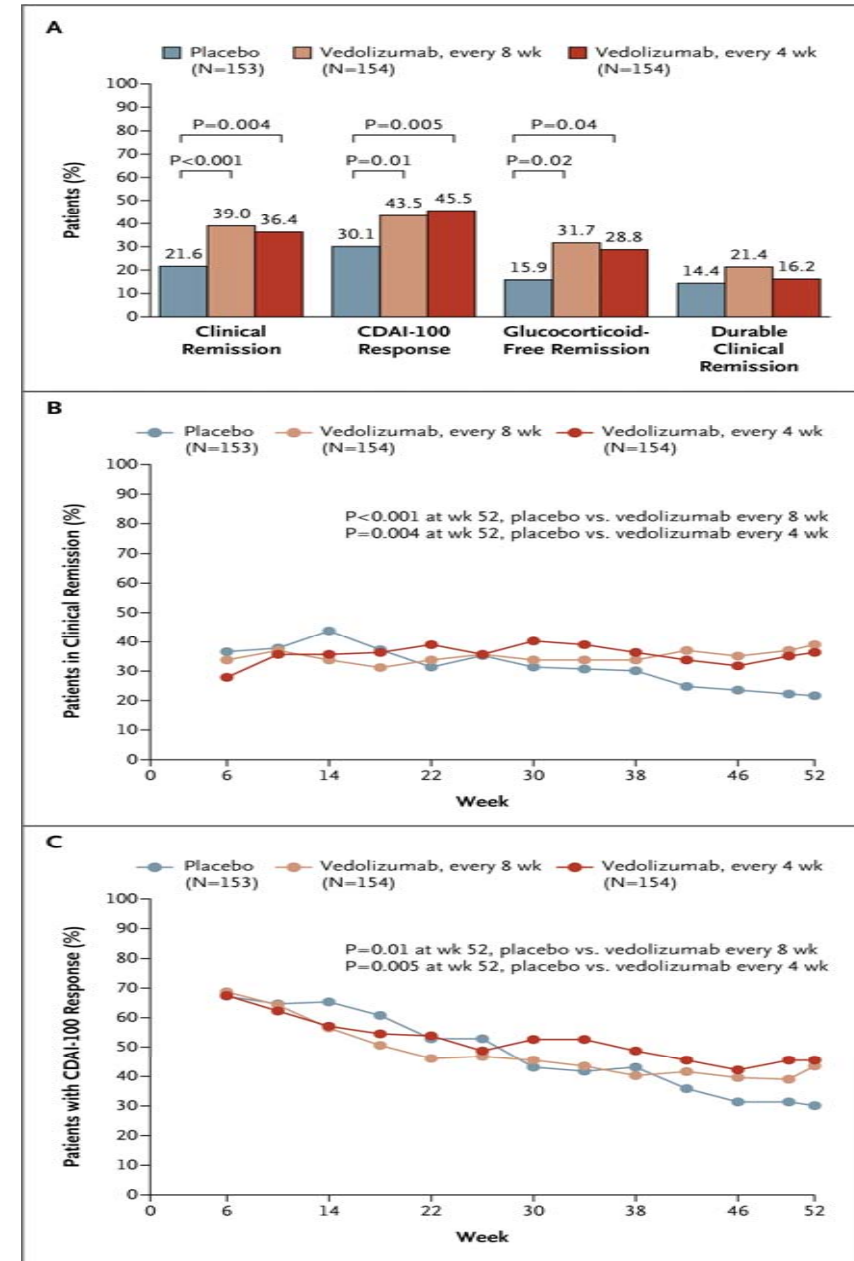 A
Placebo (N=153)
Vedolizumab, every 8 wk (N=154)
Vedolizumab, every 4 wk (N=154)
Patients (%)
100
90
80
70
60
50
40
30
20
10
0
P=0.004
P<0.001
P=0.005
P=0.01
P=0.04
P=0.02
21.6
39.0
36.4
30.1
43.5
45.5
15.9
31.7
28.8
14.4
21.4
16.2
Clinical
Remission
CDAI-100
Response
Glucocorticoid-
Free Remission
Durable
Clinical
Remission
B
Placebo (N=153)
Vedolizumab, every 8 wk (N=154)
Vedolizumab, every 4 wk (N=154)
Patients in Clinical Remission (%)
100
90
80
70
60
50
40
30
20
10
0
P<0.001 at wk 52, placebo vs. vedolizumab every 8 wk
P=0.004 at wk 52, placebo vs. vedolizumab every 4 wk
0 6 14 22 30 38 46 52
Week
C
Placebo (N=153)
Vedolizumab, every 8 wk (N=154)
Vedolizumab, every 4 wk (N=154)
Patients with CDAI-100 Response (%)
100
90
80
70
60
50
40
30
20
10
0
P=0.01 at wk 52, placebo vs. vedolizumab every 8 wk
P=0.005 at wk 52, placebo vs. vedolizumab every 4 wk
0 6 14 22 30 38 46 52
Week